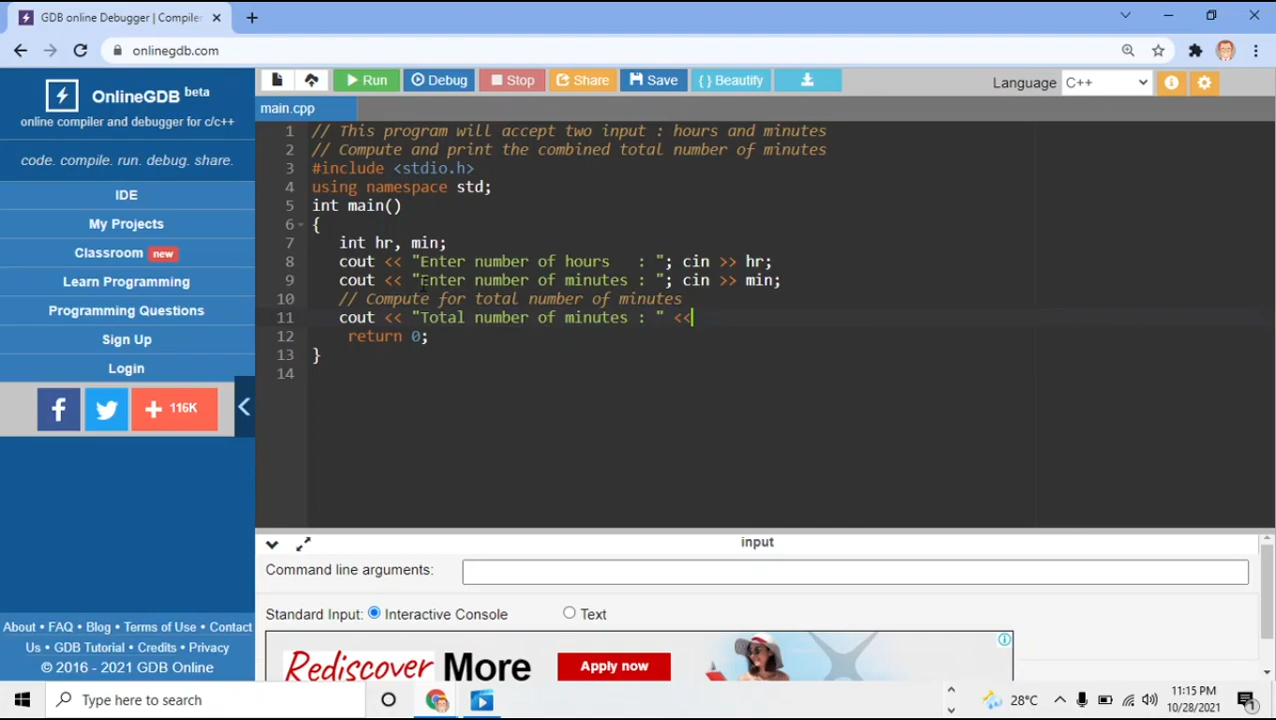 GDB online Debugger | Compiler
onlinegdb.com
OnlineGDB beta
online compiler and debugger for c/c++
code. compile. run. debug. share.
IDE
My Projects
Classroom new
Learn Programming
Programming Questions
Sign Up
Login
116K
About • FAQ • Blog • Terms of Use • Contact
Us • GDB Tutorial • Credits • Privacy
© 2016 - 2021 GDB Online
Run Debug Stop Share Save { } Beautify
Language C++
main.cpp
1 // This program will accept two input : hours and minutes
2 // Compute and print the combined total number of minutes
3 #include <stdio.h>
4 using namespace std;
5 int main()
6 {
7 int hr, min;
8 cout << "Enter number of hours   : "; cin >> hr;
9 cout << "Enter number of minutes : "; cin >> min;
10 // Compute for total number of minutes
11 cout << "Total number of minutes : " <<
12 return 0;
13 }
14
input
Command line arguments:
Standard Input: Interactive Console Text
Rediscover More Apply now
Type here to search
28°C
11:15 PM
10/28/2021
1